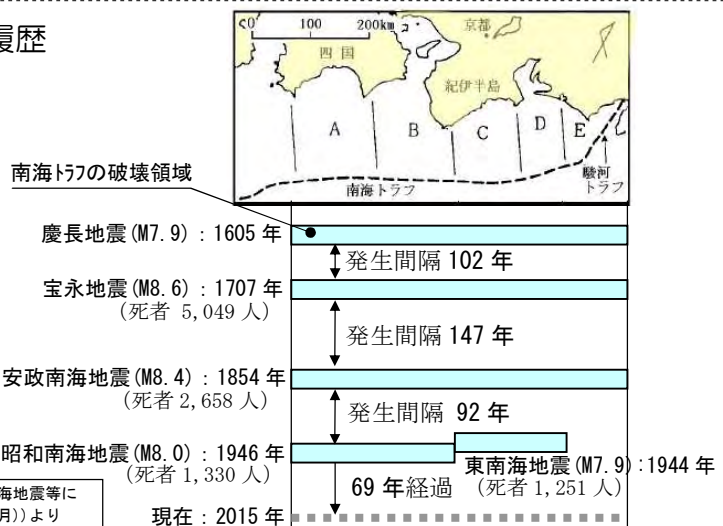 履歴
0 100 200km
京都
四国
紀伊半島
A B C D E
南海トラフ
駿河
トラフ
南海トラフの破壊領域
慶長地震(M7.9) : 1605 年
発生間隔 102 年
宝永地震(M8.6) : 1707 年
(死者 5,049 人)
発生間隔 147 年
安政南海地震(M8.4) : 1854 年
(死者 2,658 人)
発生間隔 92 年
昭和南海地震(M8.0) : 1946 年
(死者 1,330 人)
東南海地震(M7.9):1944 年
(死者 1,251 人)
69 年経過
海地震等に
月))より
現在 : 2015 年